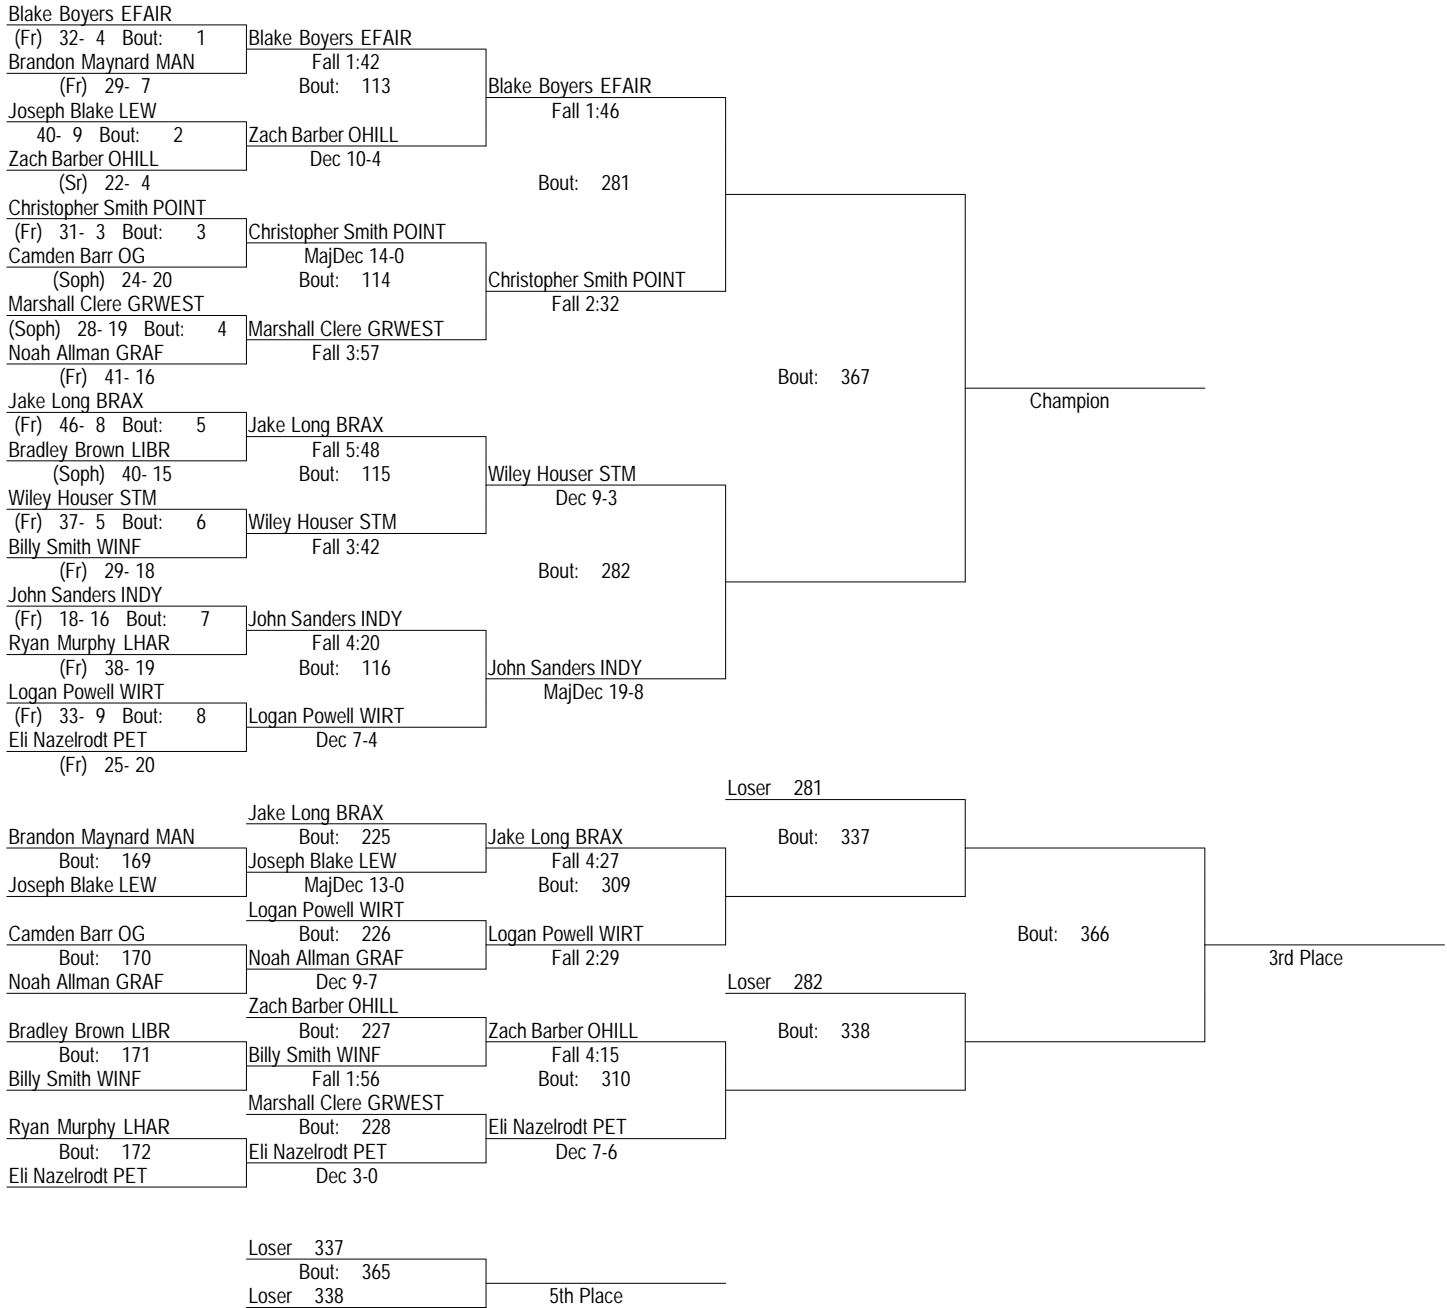 Blake Boyers EFAIR
(Fr) 32- 4 Bout: 1 Blake Boyers EFAIR
Brandon Maynard MAN Fall 1:42
(Fr) 29- 7 Bout: 113 Blake Boyers EFAIR
Joseph Blake LEW Fall 1:46
40- 9 Bout: 2 Zach Barber OHILL
Zach Barber OHILL Dec 10-4
(Sr) 22- 4 Bout: 281
Christopher Smith POINT
(Fr) 31- 3 Bout: 3 Christopher Smith POINT
Camden Barr OG MajDec 14-0
(Soph) 24- 20 Bout: 114 Christopher Smith POINT
Marshall Clere GRWEST Fall 2:32
(Soph) 28- 19 Bout: 4 Marshall Clere GRWEST
Noah Allman GRAF Fall 3:57
(Fr) 41- 16 Bout: 367
Jake Long BRAX Champion
(Fr) 46- 8 Bout: 5 Jake Long BRAX
Bradley Brown LIBR Fall 5:48
(Soph) 40- 15 Bout: 115 Wiley Houser STM
Wiley Houser STM Dec 9-3
(Fr) 37- 5 Bout: 6 Wiley Houser STM
Billy Smith WINF Fall 3:42
(Fr) 29- 18 Bout: 282
John Sanders INDY
(Fr) 18- 16 Bout: 7 John Sanders INDY
Ryan Murphy LHAR Fall 4:20
(Fr) 38- 19 Bout: 116 John Sanders INDY
Logan Powell WIRT MajDec 19-8
(Fr) 33- 9 Bout: 8 Logan Powell WIRT
Eli Nazelrodt PET Dec 7-4
(Fr) 25- 20
Loser 281
Jake Long BRAX
Brandon Maynard MAN Bout: 225 Jake Long BRAX Bout: 337
Bout: 169 Joseph Blake LEW Fall 4:27
Joseph Blake LEW MajDec 13-0 Bout: 309
Logan Powell WIRT
Camden Barr OG Bout: 226 Logan Powell WIRT Bout: 366
Bout: 170 Noah Allman GRAF Fall 2:29 3rd Place
Noah Allman GRAF Dec 9-7 Loser 282
Zach Barber OHILL
Bradley Brown LIBR Bout: 227 Zach Barber OHILL Bout: 338
Bout: 171 Billy Smith WINF Fall 4:15
Billy Smith WINF Fall 1:56 Bout: 310
Marshall Clere GRWEST
Ryan Murphy LHAR Bout: 228 Eli Nazelrodt PET
Bout: 172 Eli Nazelrodt PET Dec 7-6
Eli Nazelrodt PET Dec 3-0
Loser 337
Bout: 365
Loser 338 5th Place